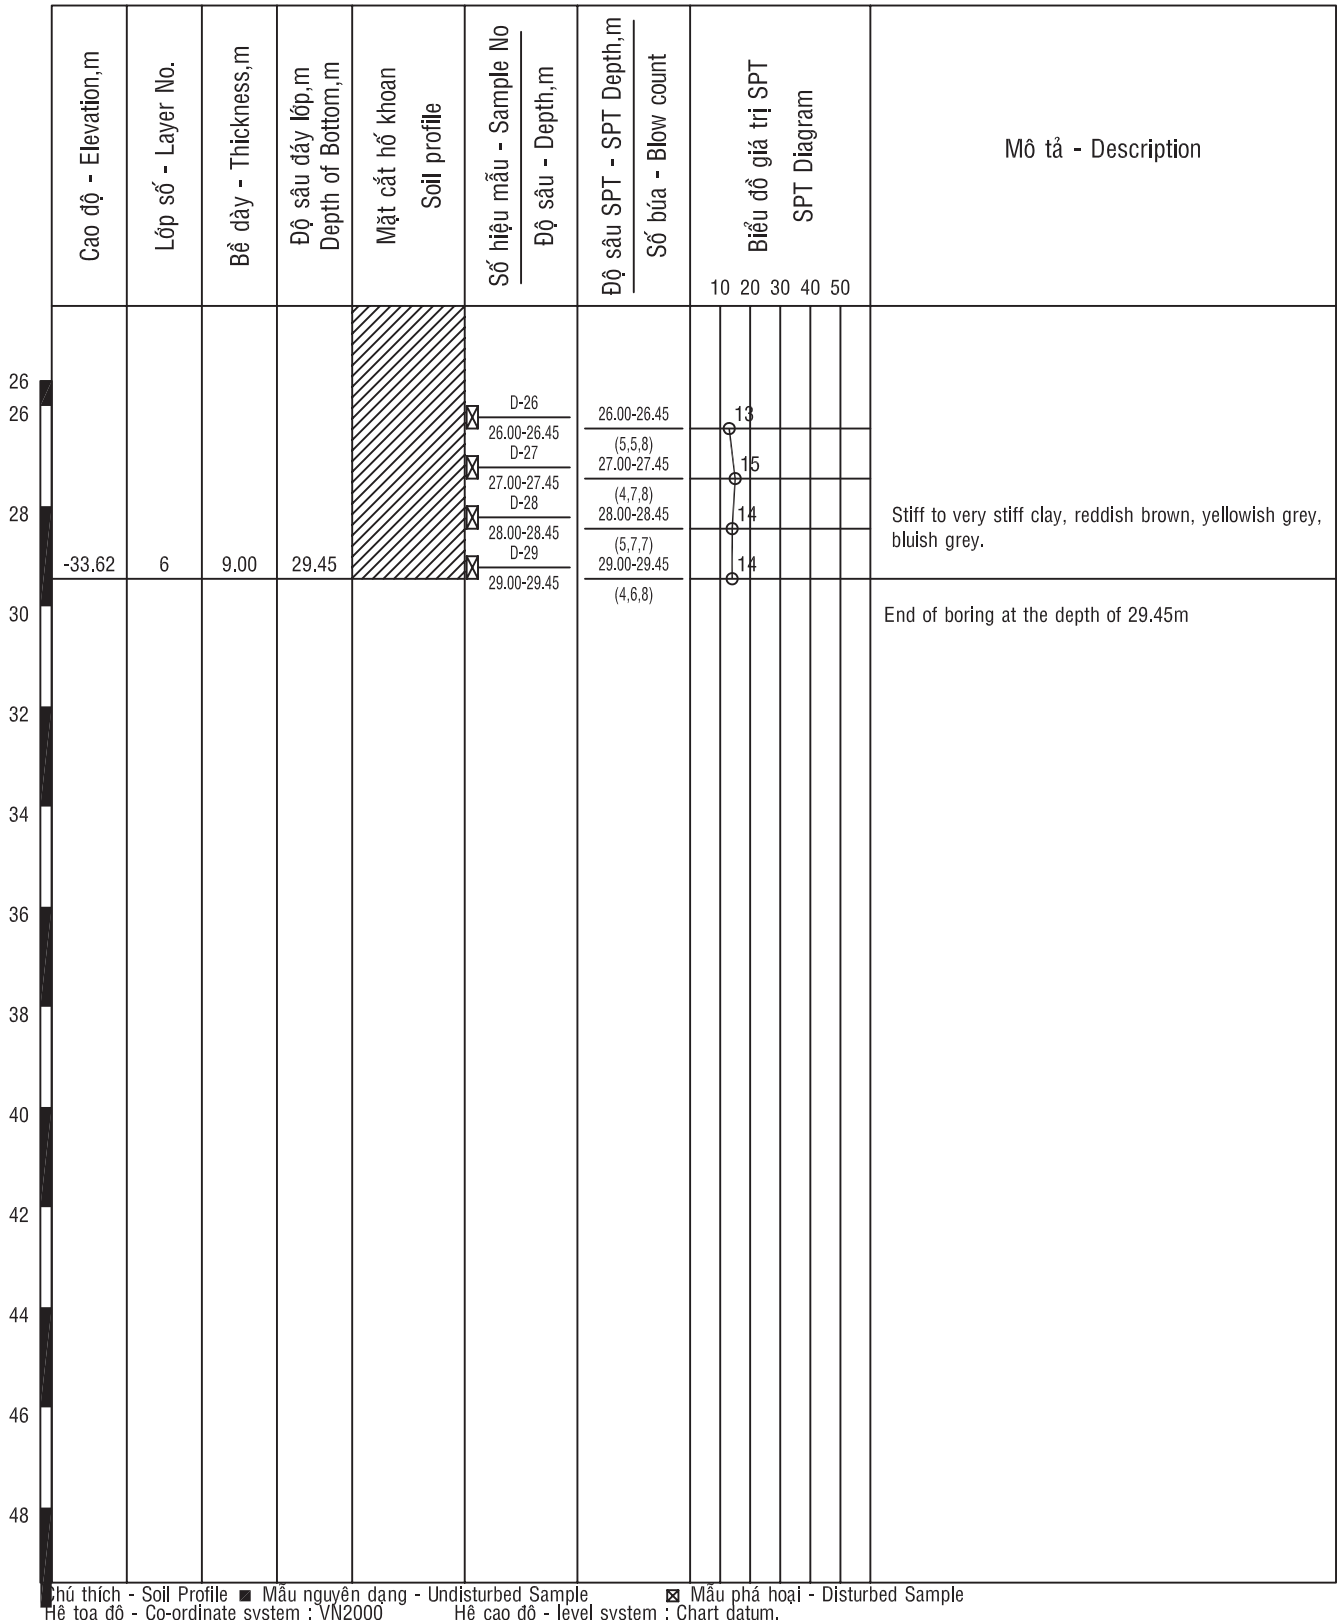 Cao độ - Elevation,m
Lớp số - Layer No.
Bề dày - Thickness,m
Độ sâu đáy lớp,m
Depth of Bottom,m
Mặt cắt hố khoan
Soil profile
Số hiệu mẫu - Sample No
Độ sâu - Depth,m
Độ sâu SPT - SPT Depth,m
Số búa - Blow count
Biểu đồ giá trị SPT
SPT Diagram
10 20 30 40 50
Mô tả - Description
26
26
D-26
26.00-26.45
26.00-26.45
(5,5,8)
13
D-27
27.00-27.45
27.00-27.45
(4,7,8)
15
28
D-28
28.00-28.45
28.00-28.45
(5,7,7)
14
Stiff to very stiff clay, reddish brown, yellowish grey,
bluish grey.
-33.62 6 9.00 29.45
D-29
29.00-29.45
29.00-29.45
(4,6,8)
14
30
End of boring at the depth of 29.45m
32
34
36
38
40
42
44
46
48
Chú thích - Soil Profile Mẫu nguyên dạng - Undisturbed Sample Mẫu phá hoại - Disturbed Sample
Hệ tọa độ - Co-ordinate system : VN2000 Hệ cao độ - level system : Chart datum.